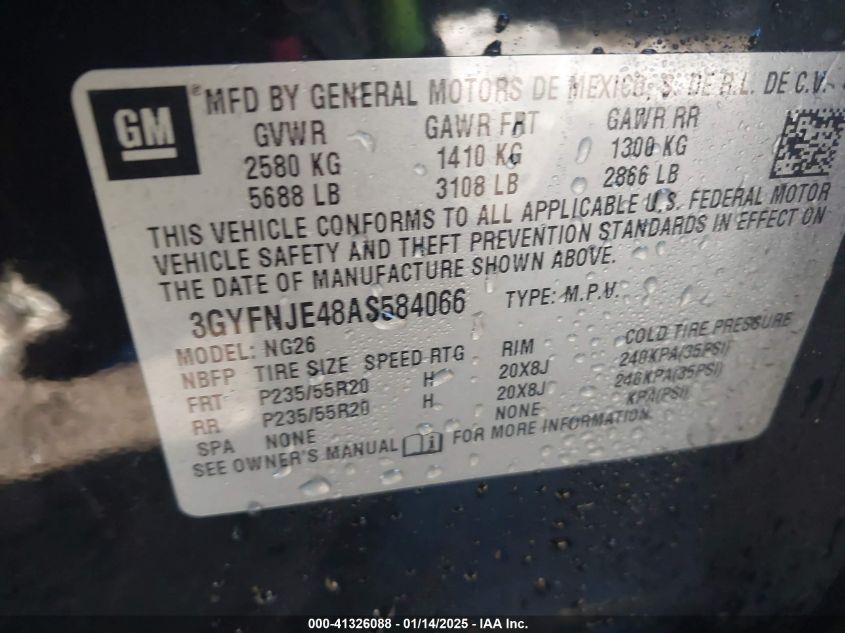 GM
® MFD BY GENERAL MOTORS DE MEXICO, S. DE R.L. DE C.V.
GVWR GAWR FRT GAWR RR
2580 KG 1410 KG 1300 KG
5688 LB 3108 LB 2866 LB
THIS VEHICLE CONFORMS TO ALL APPLICABLE U.S. FEDERAL MOTOR
VEHICLE SAFETY AND THEFT PREVENTION STANDARDS IN EFFECT ON
THE DATE OF MANUFACTURE SHOWN ABOVE.
3GYFNJE48AS584066 TYPE: M.P.V.
MODEL: NG26
NBFP TIRE SIZE SPEED RTG RIM COLD TIRE PRESSURE
FRT P235/55R20 H 20X8J 240KPA(35PSI)
RR P235/55R20 H 20X8J 240KPA(35PSI)
SPA NONE NONE KPA(PSI)
SEE OWNER'S MANUAL i FOR MORE INFORMATION.
000-41326088 - 01/14/2025 - IAA Inc.